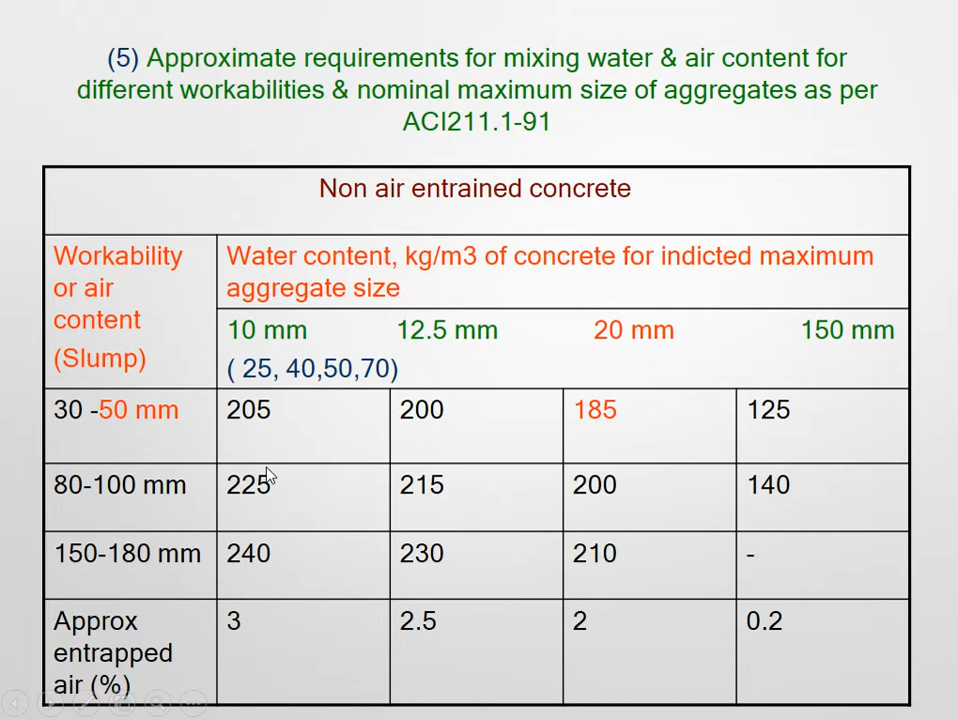 (5) Approximate requirements for mixing water & air content for
different workabilities & nominal maximum size of aggregates as per
ACI211.1-91
Non air entrained concrete
Workability
or air
content
(Slump)
Water content, kg/m3 of concrete for indicted maximum
aggregate size
10 mm 12.5 mm 20 mm 150 mm
( 25, 40,50,70)
30 -50 mm 205 200 185 125
80-100 mm 225 215 200 140
150-180 mm 240 230 210 -
Approx
entrapped
air (%)
3 2.5 2 0.2